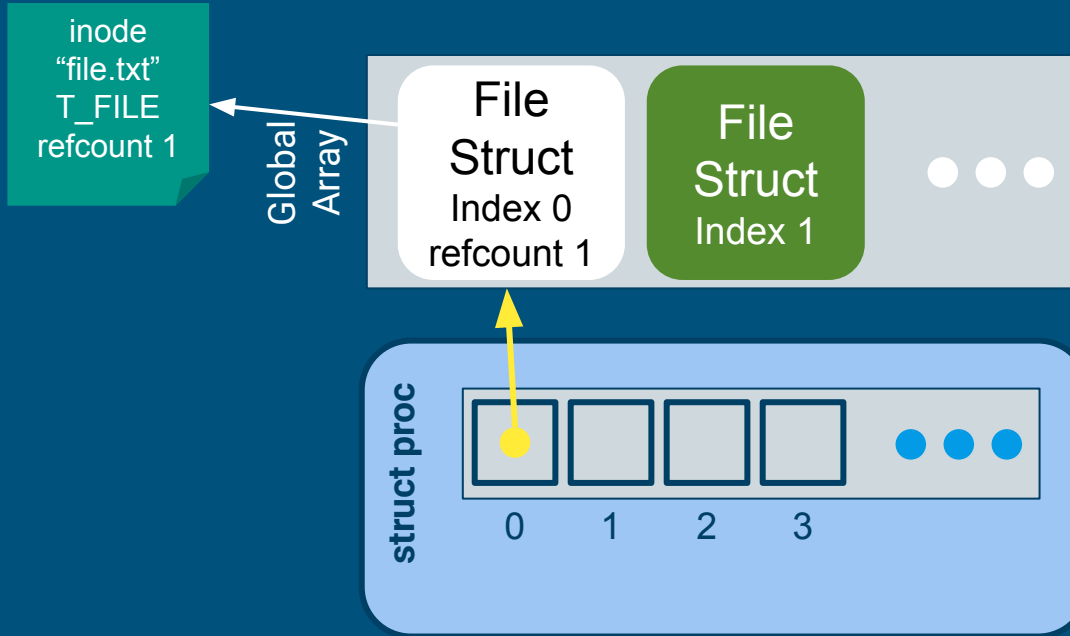 inode
“file.txt”
T_FILE
refcount 1
Global
Array
File
Struct
Index 0
refcount 1
File
Struct
Index 1
struct proc
0
1
2
3